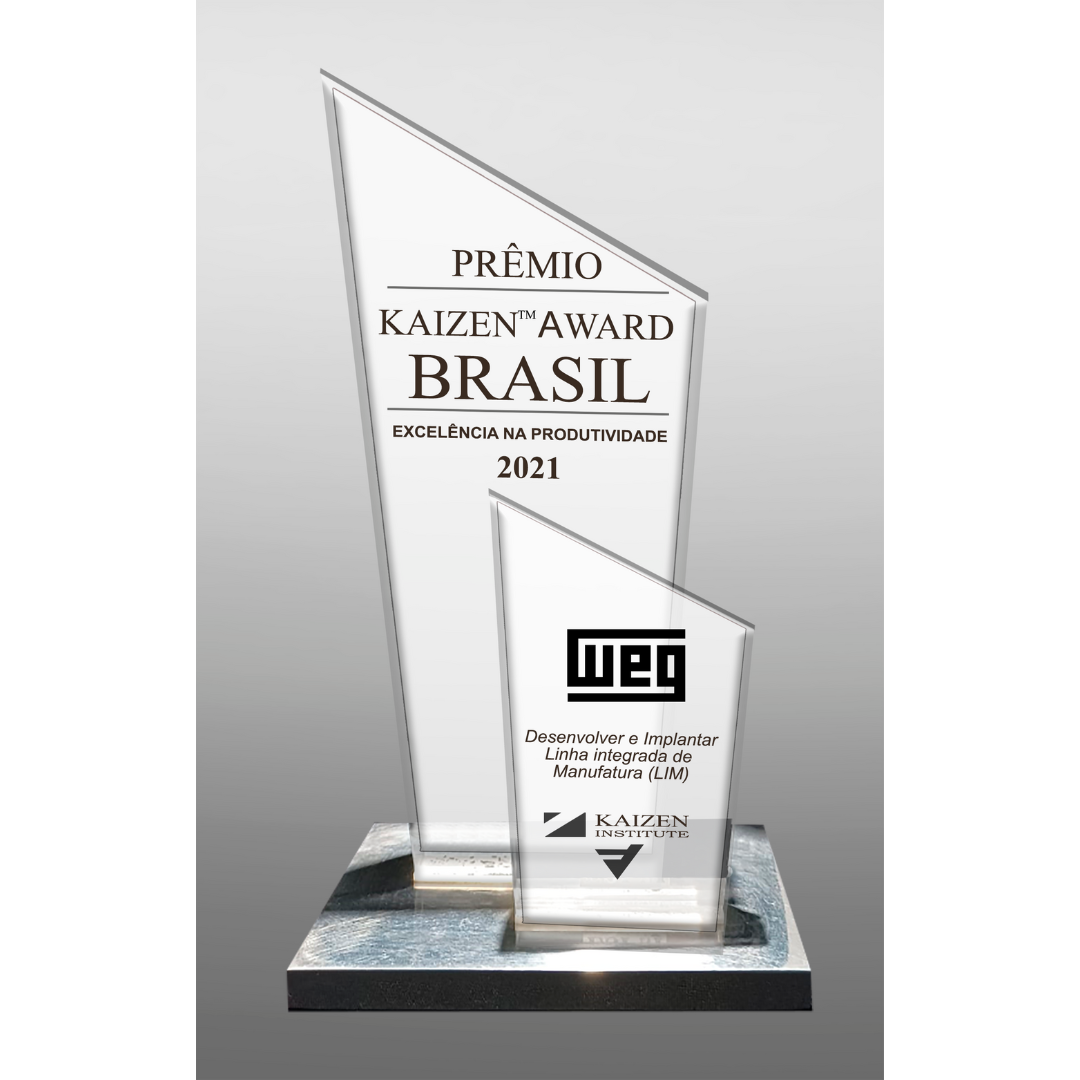 PRÊMIO
KAIZEN™ AWARD
BRASIL
EXCELÊNCIA NA PRODUTIVIDADE
2021
weg
Desenvolver e Implantar
Linha integrada de
Manufatura (LIM)
KAIZEN
INSTITUTE